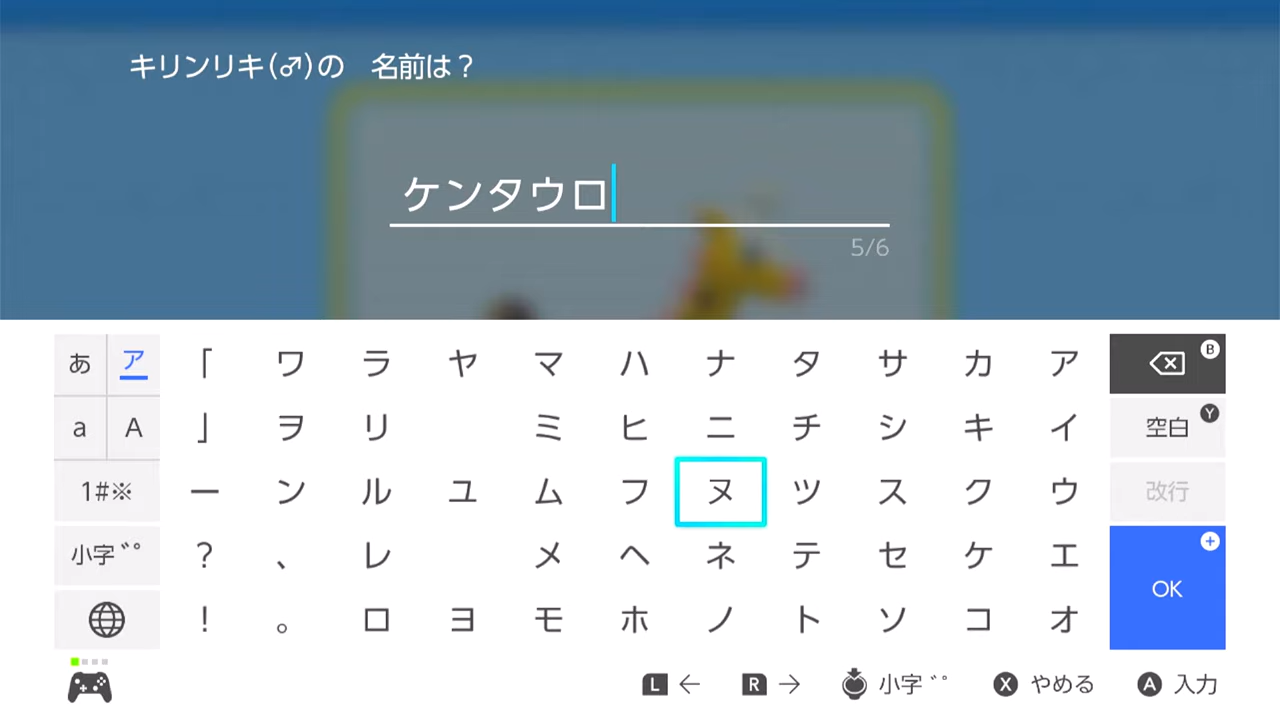 キリンリキ(♂)の　名前は？
ケンタウロ
5/6
あ ア 「 ワ ラ ヤ マ ハ ナ タ サ カ ア B
a A 」 ヲ リ ミ ヒ ニ チ シ キ イ 空白 Y
1#※ ー ン ル ユ ム フ ヌ ツ ス ク ウ 改行
小字 ゛゜ ? 、 レ メ ヘ ネ テ セ ケ エ +
! 。 ロ ヨ モ ホ ノ ト ソ コ オ OK
L ← R → 小字 ゛゜ X やめる A 入力